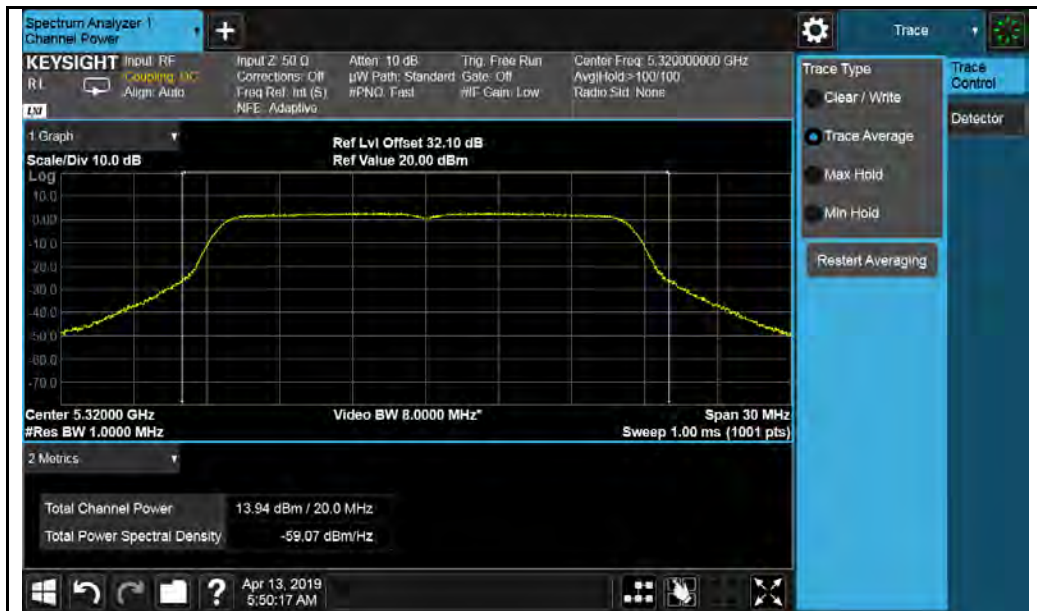 Spectrum Analyzer 1
Channel Power
+
Trace
KEYSIGHT
Input: RF
Coupling: DC
Align: Auto
Input Z: 50 Ω
Corrections: Off
Freq Ref: Int (S)
NFE: Adaptive
Atten: 10 dB
µW Path: Standard
#PNO: Fast
Trig: Free Run
Gate: Off
#IF Gain: Low
Center Freq: 5.320000000 GHz
Avg|Hold:>100/100
Radio Std: None
R L
LXI
1 Graph
Scale/Div 10.0 dB
Ref Lvl Offset 32.10 dB
Ref Value 20.00 dBm
Log
10.0
0.00
-10.0
-20.0
-30.0
-40.0
-50.0
-60.0
-70.0
Center 5.32000 GHz
#Res BW 1.0000 MHz
Video BW 8.0000 MHz*
Span 30 MHz
Sweep 1.00 ms (1001 pts)
2 Metrics
Total Channel Power 13.94 dBm / 20.0 MHz
Total Power Spectral Density -59.07 dBm/Hz
Trace Type
Clear / Write
Trace Average
Max Hold
Min Hold
Restart Averaging
Trace
Control
Detector
?
Apr 13, 2019
5:50:17 AM